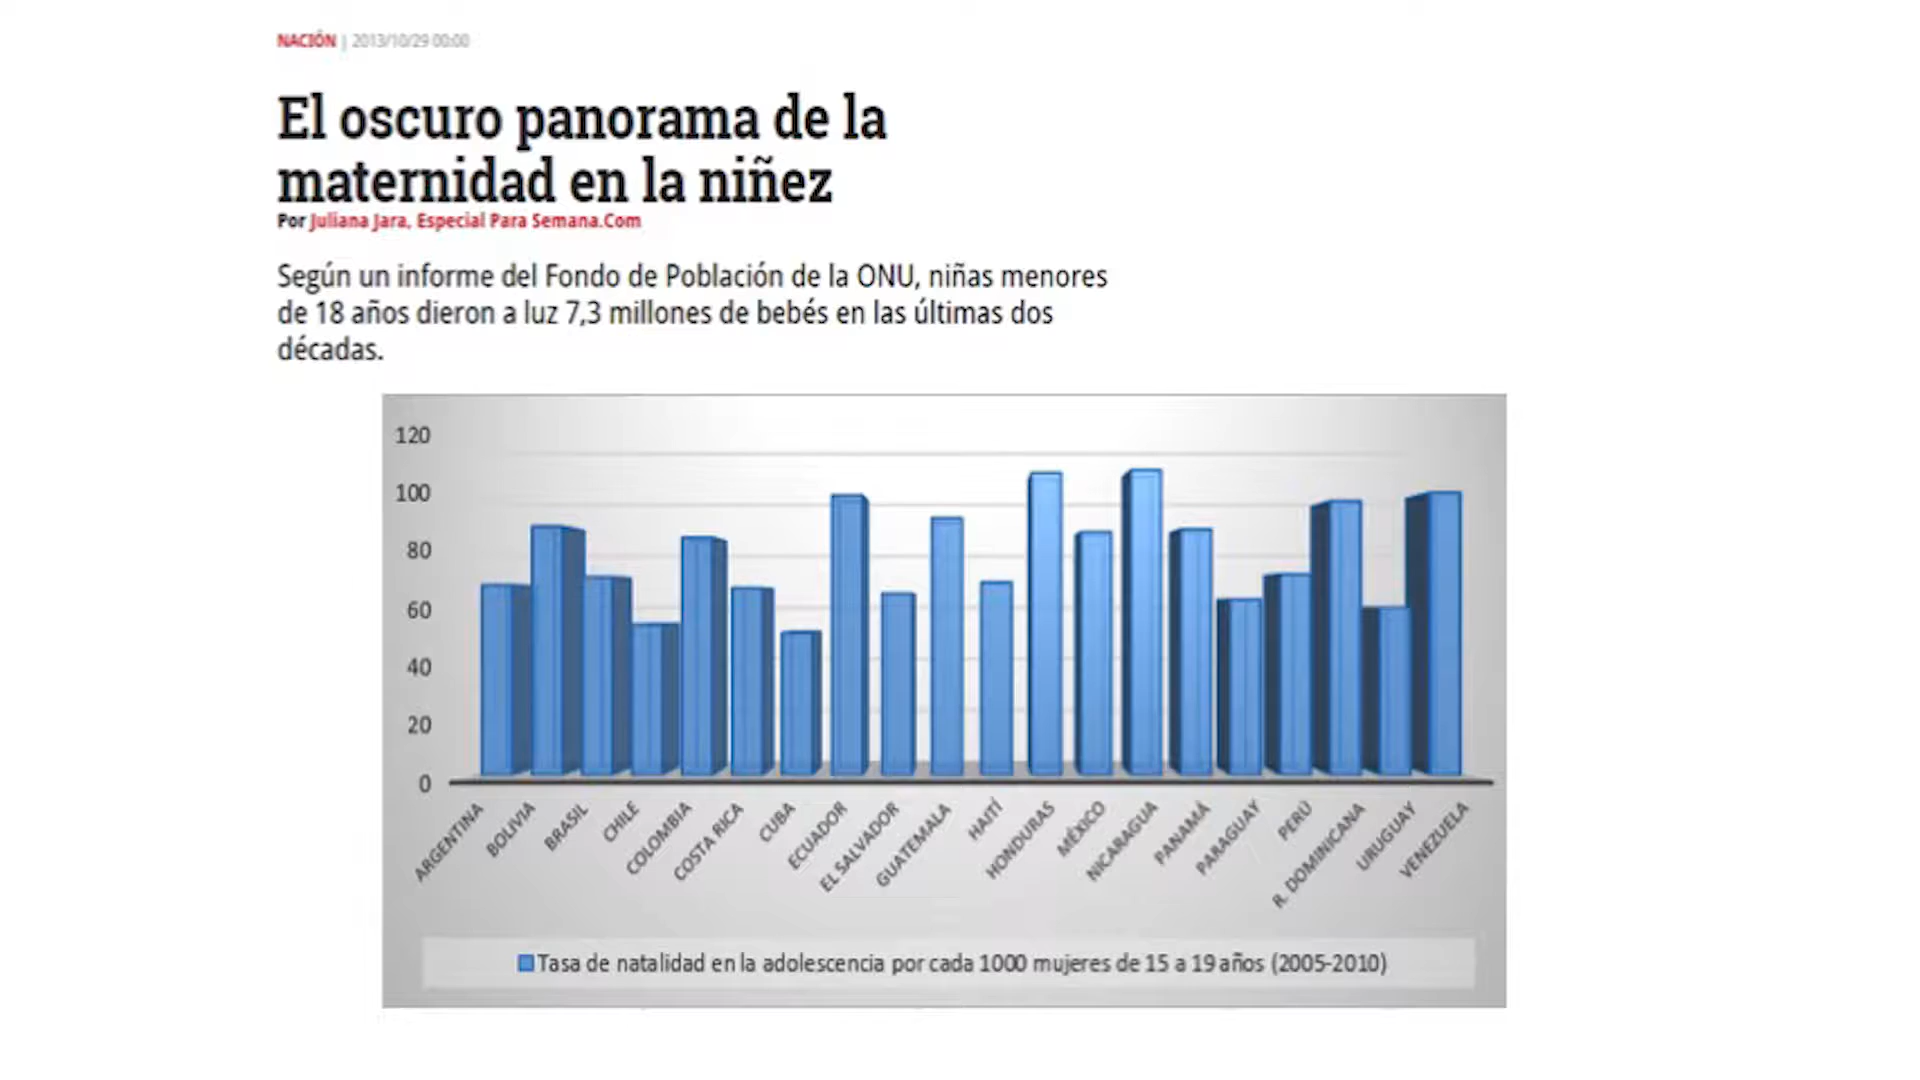 NACIÓN | 2013/10/29 00:00
El oscuro panorama de la
maternidad en la niñez
Por Juliana Jara, Especial Para Semana.Com
Según un informe del Fondo de Población de la ONU, niñas menores
de 18 años dieron a luz 7,3 millones de bebés en las últimas dos
décadas.
120
100
80
60
40
20
0
ARGENTINA
BOLIVIA
BRASIL
CHILE
COLOMBIA
COSTA RICA
CUBA
ECUADOR
EL SALVADOR
GUATEMALA
HAITÍ
HONDURAS
MÉXICO
NICARAGUA
PANAMÁ
PARAGUAY
PERÚ
R. DOMINICANA
URUGUAY
VENEZUELA
Tasa de natalidad en la adolescencia por cada 1000 mujeres de 15 a 19 años (2005-2010)